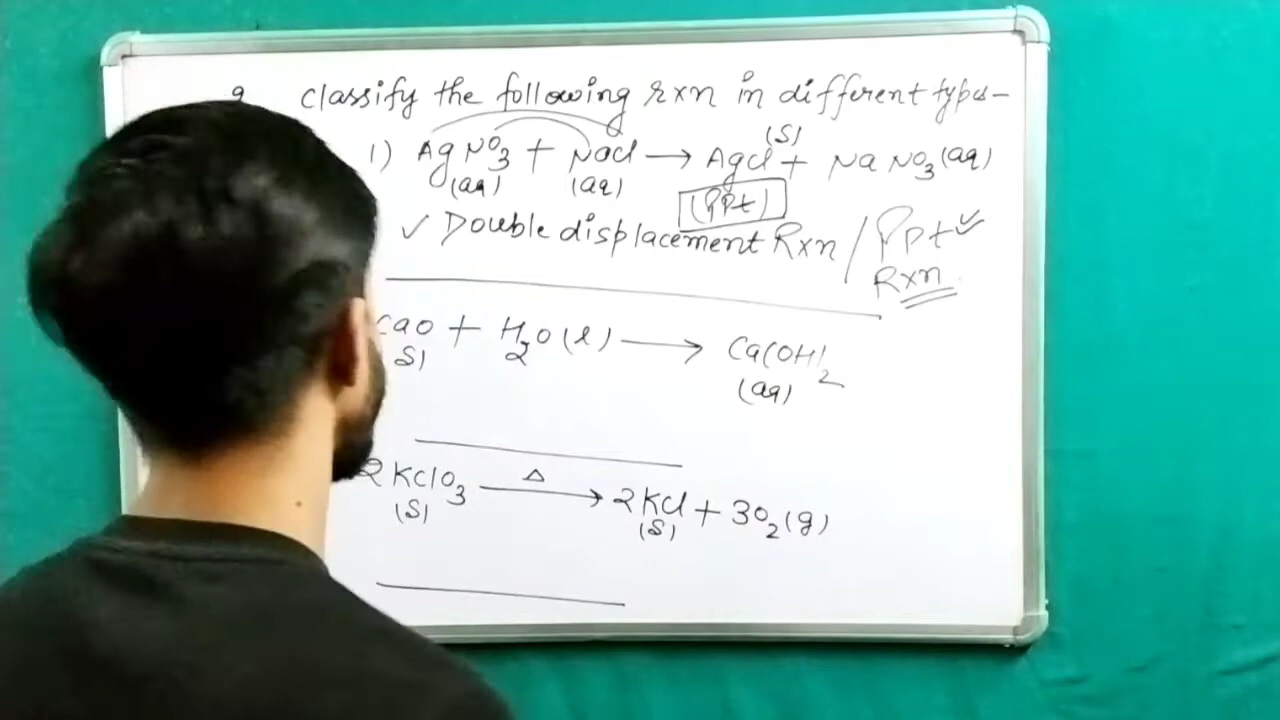 q classify the following rxn in different types-
(S)
1) AgNO3 + NaCl → AgCl + NaNO3 (aq)
(aq) (aq) (PPt)
✓ Double displacement Rxn / PPt ✓
Rxn
CaO + H2O (l) → Ca(OH)2
S) (aq)
2KClO3 Δ→ 2KCl + 3O2 (g)
(S) (S)